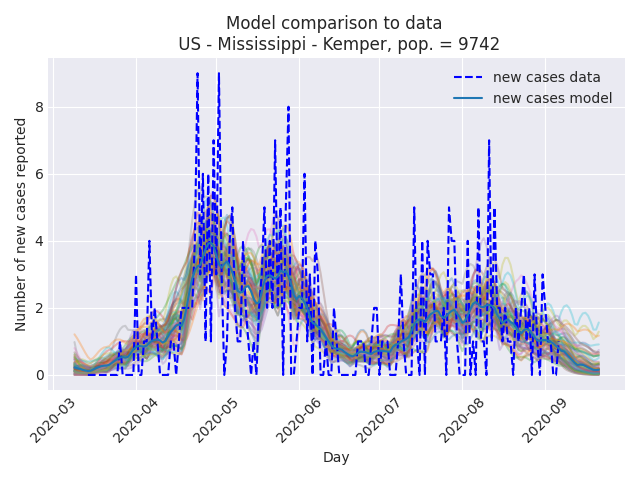 Model comparison to data
US - Mississippi - Kemper, pop. = 9742
new cases data
new cases model
Number of new cases reported
8
6
4
2
0
2020-03
2020-04
2020-05
2020-06
2020-07
2020-08
2020-09
Day